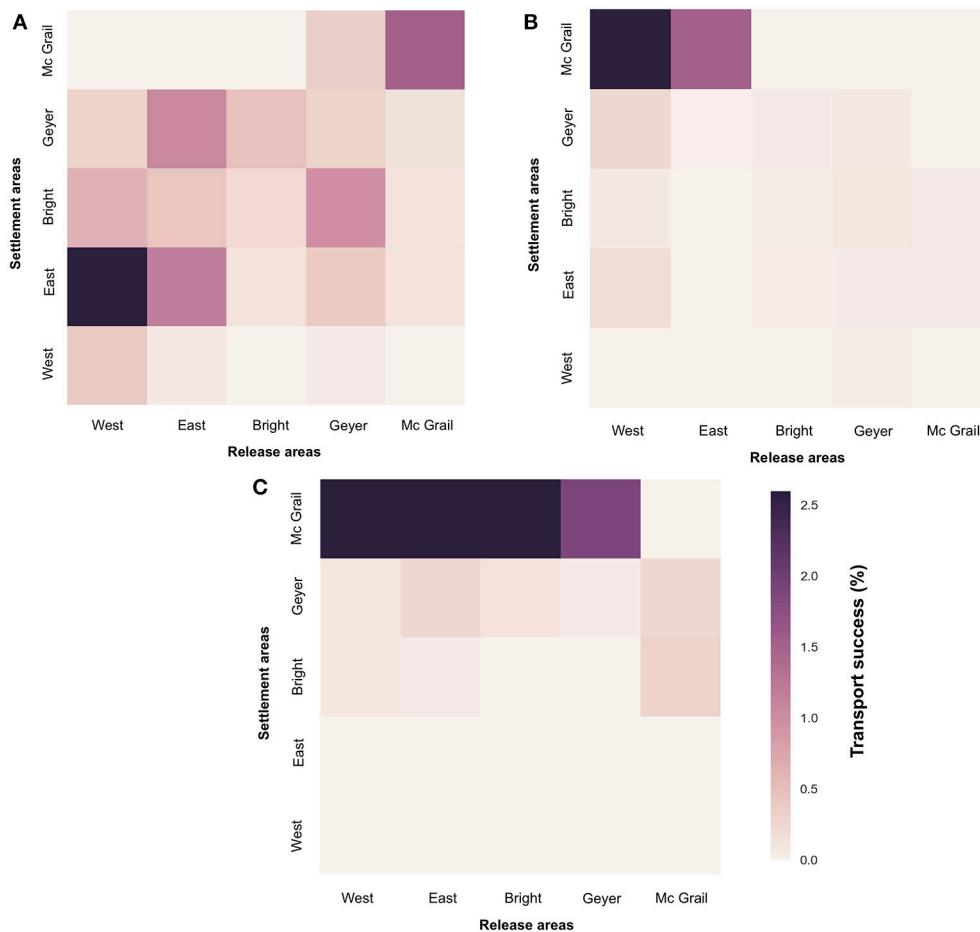 A
Mc Grail
Geyer
Bright
East
West
Settlement areas
West East Bright Geyer Mc Grail
Release areas
B
Mc Grail
Geyer
Bright
East
West
Settlement areas
West East Bright Geyer Mc Grail
Release areas
C
Mc Grail
Geyer
Bright
East
West
Settlement areas
West East Bright Geyer Mc Grail
Release areas
2.5
2.0
1.5
1.0
0.5
0.0
Transport success (%)